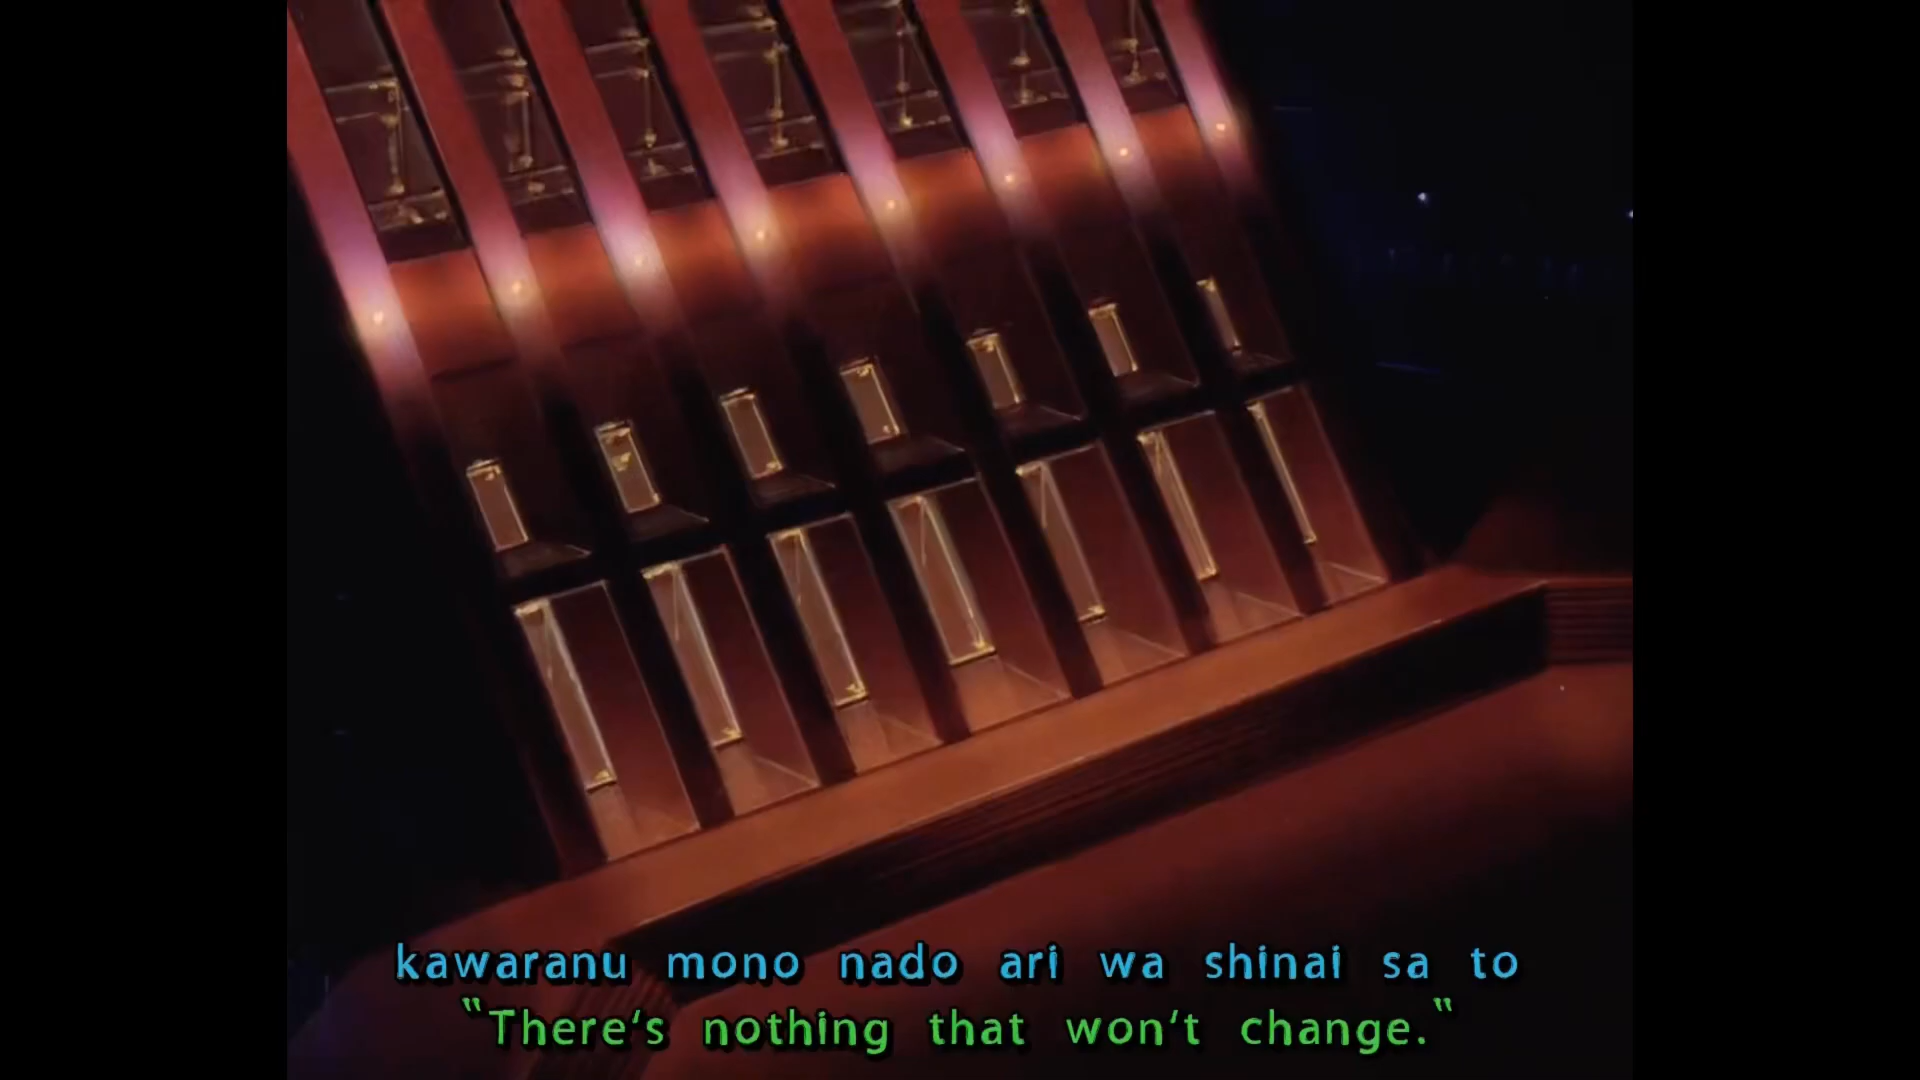 kawaranu mono nado ari wa shinai sa to
"There's nothing that won't change."